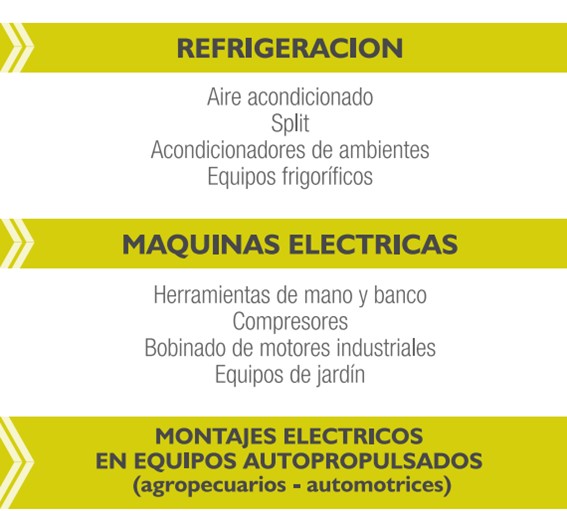 REFRIGERACION
Aire acondicionado
Split
Acondicionadores de ambientes
Equipos frigoríficos
MAQUINAS ELECTRICAS
Herramientas de mano y banco
Compresores
Bobinado de motores industriales
Equipos de jardín
MONTAJES ELECTRICOS
EN EQUIPOS AUTOPROPULSADOS
(agropecuarios - automotrices)